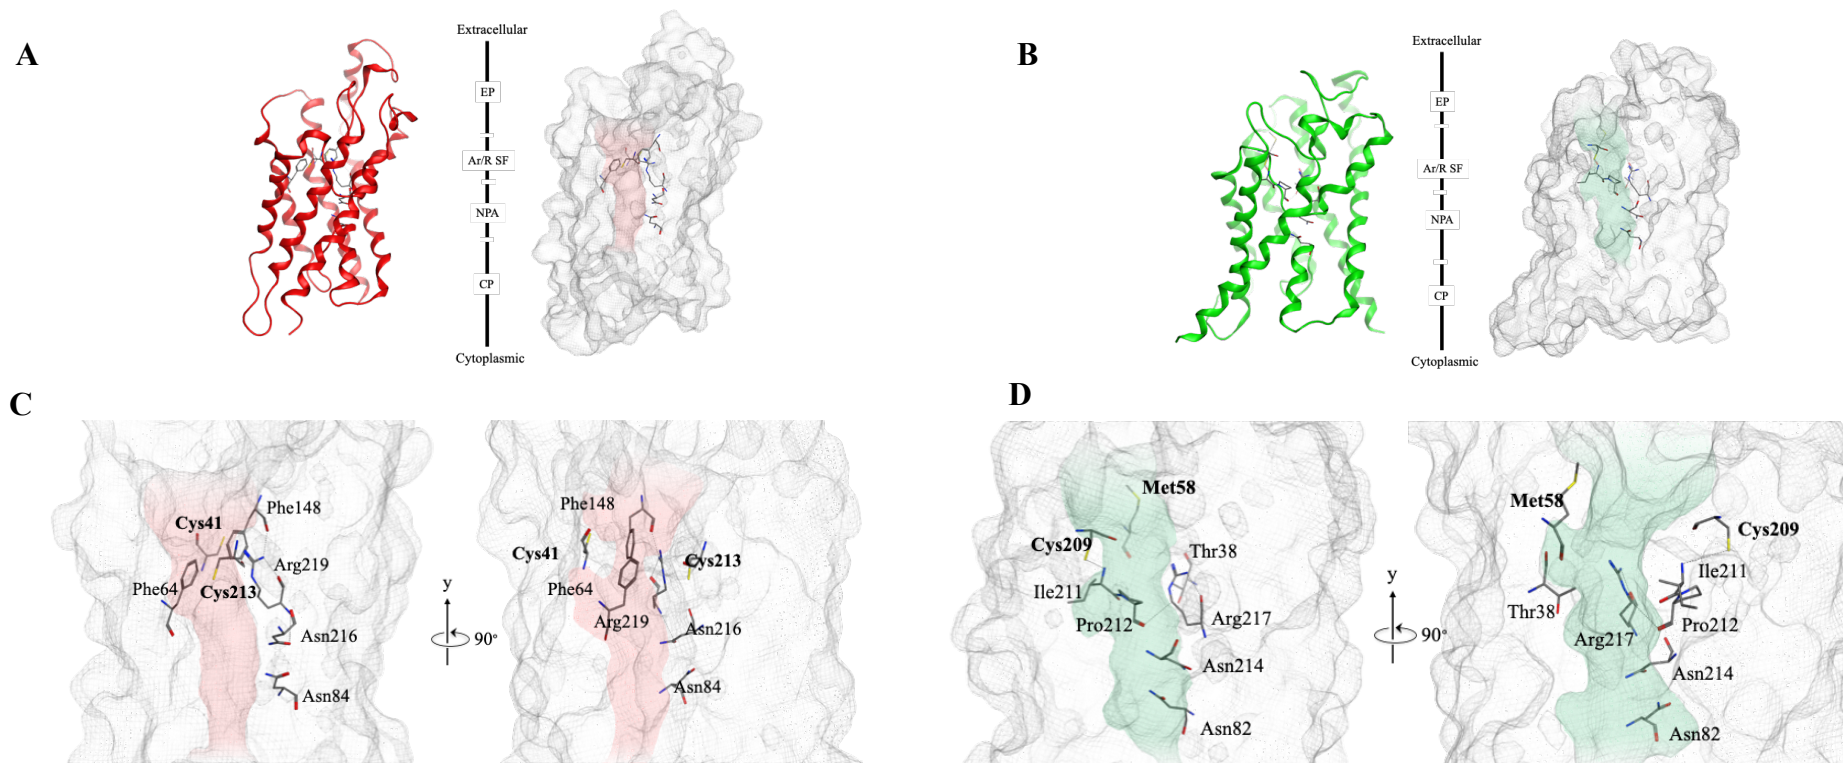 A
Extracellular
EP
Ar/R SF
NPA
CP
Cytoplasmic
B
Extracellular
EP
Ar/R SF
NPA
CP
Cytoplasmic
C
Cys41
Phe148
Arg219
Phe64
Cys213
Asn216
Asn84
y
90°
Phe148
Cys41
Cys213
Phe64
Arg219
Asn216
Asn84
D
Met58
Cys209
Thr38
Ile211
Pro212
Arg217
Asn214
Asn82
y
90°
Met58
Cys209
Ile211
Thr38
Pro212
Arg217
Asn214
Asn82